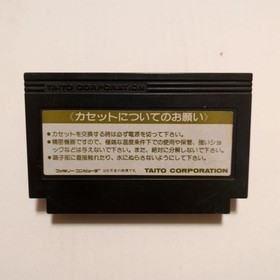 TAITO CORPORATION
〈カセットについてのお願い〉
●カセットを交換する時は必ず電源を切って下さい。
●精密機器ですので、極端な温度条件下での使用や保管、強いショ
ックなどは与えないで下さい。また、絶対に分解しないで下さい。
●端子部に直接触れたり、水にぬらさないようにして下さい。
ファミリーコンピュータ TAITO CORPORATION